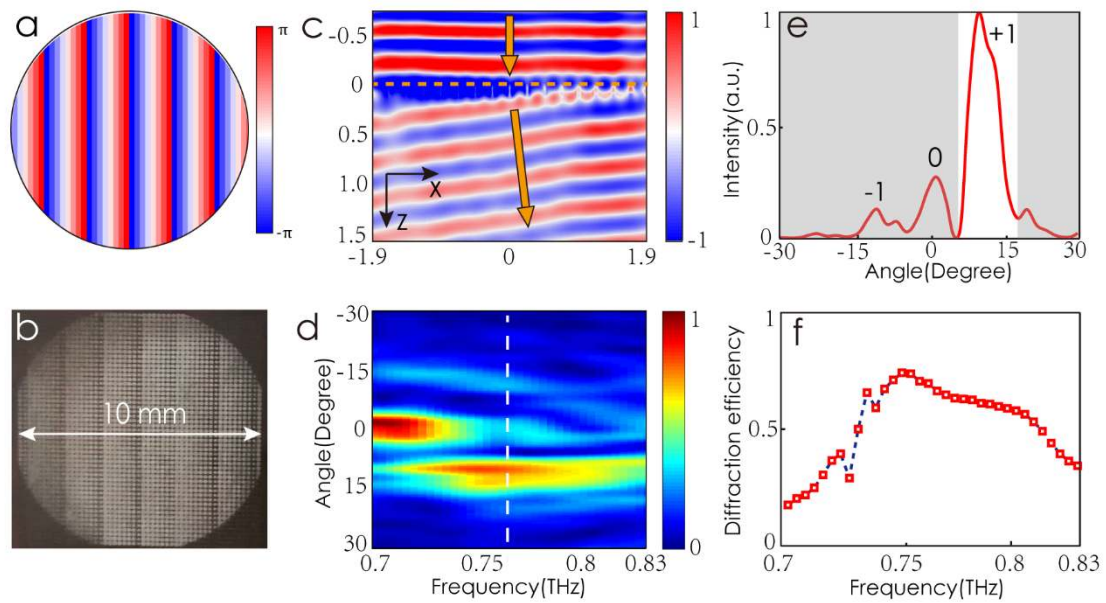 a
π
-π
b
10 mm
c
-0.5
0
0.5
1.0
1.5
X
Z
-1.9
0
1.9
1
-1
d
-30
-15
0
15
30
Angle(Degree)
0.7
0.75
0.8
0.83
Frequency(THz)
1
0
e
1
0.5
0
Intensity(a.u.)
-1
0
+1
-30
-15
0
15
30
Angle(Degree)
f
1
0.5
0
Diffraction efficiency
0.7
0.75
0.8
0.83
Frequency(THz)